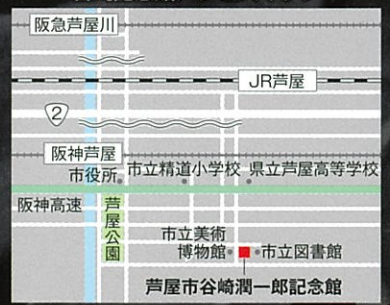 阪急芦屋川
JR芦屋
2
阪神芦屋
市役所
市立精道小学校
県立芦屋高等学校
阪神高速
芦屋公園
市立美術
博物館
市立図書館
芦屋市谷崎潤一郎記念館